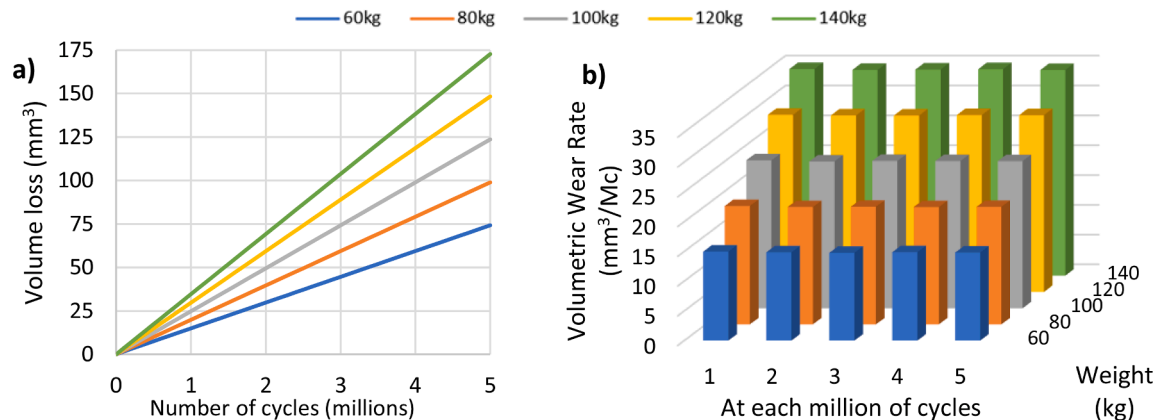 60kg 80kg 100kg 120kg 140kg
a)
Volume loss (mm³)
175
150
125
100
75
50
25
0
0 1 2 3 4 5
Number of cycles (millions)
b)
Volumetric Wear Rate
(mm³/Mc)
35
30
25
20
15
10
5
0
140
120
100
80
60
1 2 3 4 5
Weight
(kg)
At each million of cycles